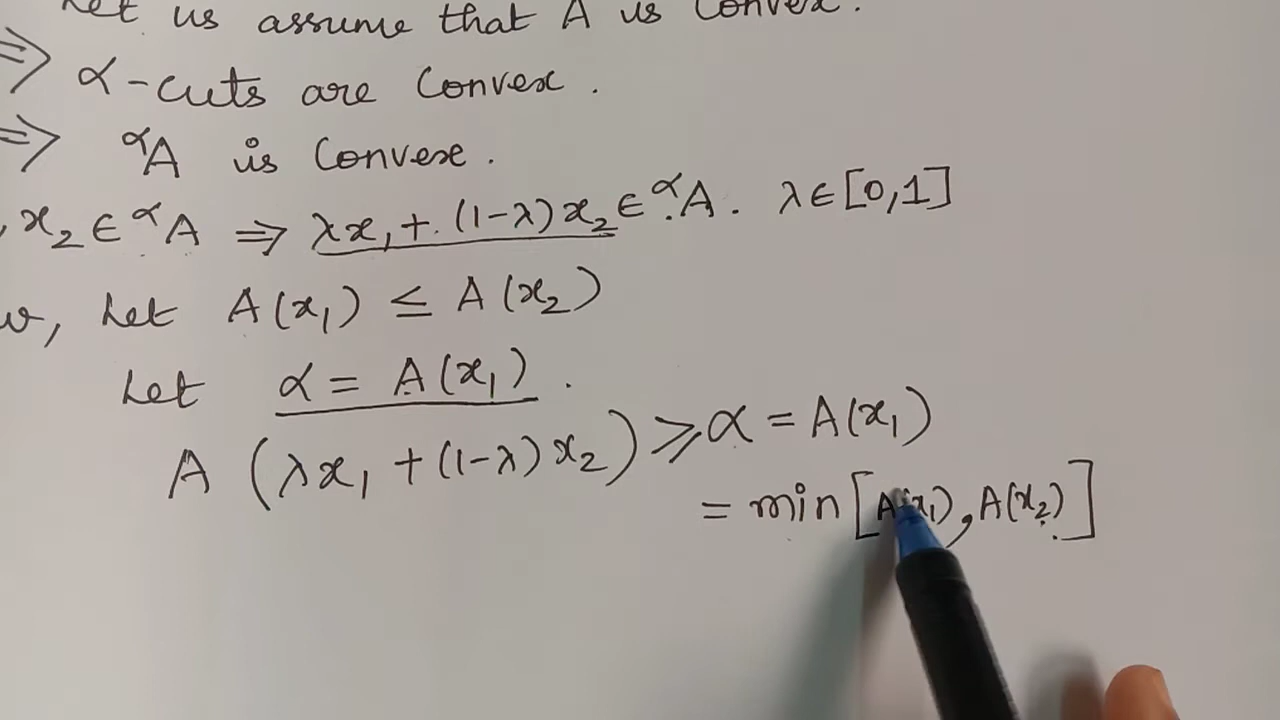 Let us assume that A is Convex.
⇒ α-cuts are Convex.
⇒ ᵅA is Convex.
, x₂ ∈ ᵅA ⇒ λx₁ + (1-λ)x₂ ∈ ᵅA. λ ∈ [0,1]
w, Let A(x₁) ≤ A(x₂)
Let α = A(x₁).
A (λx₁ + (1-λ)x₂) ≥ α = A(x₁)
= min [A(x₁), A(x₂)]